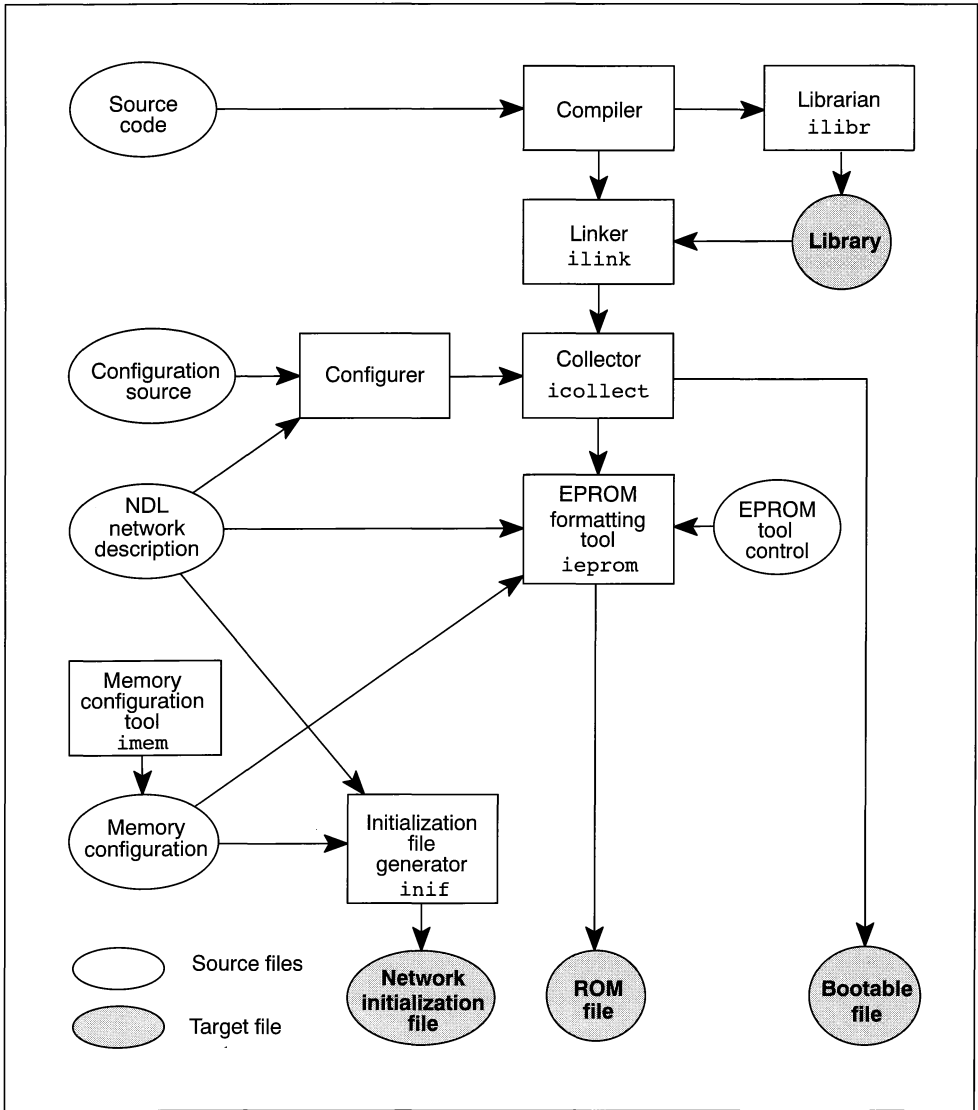 Source
code
Compiler
Librarian
ilibr
Linker
ilink
Library
Configuration
source
Configurer
Collector
icollect
NDL
network
description
EPROM
formatting
tool
ieprom
EPROM
tool
control
Memory
configuration
tool
imem
Memory
configuration
Initialization
file
generator
inif
Source files
Target file
Network
initialization
file
ROM
file
Bootable
file